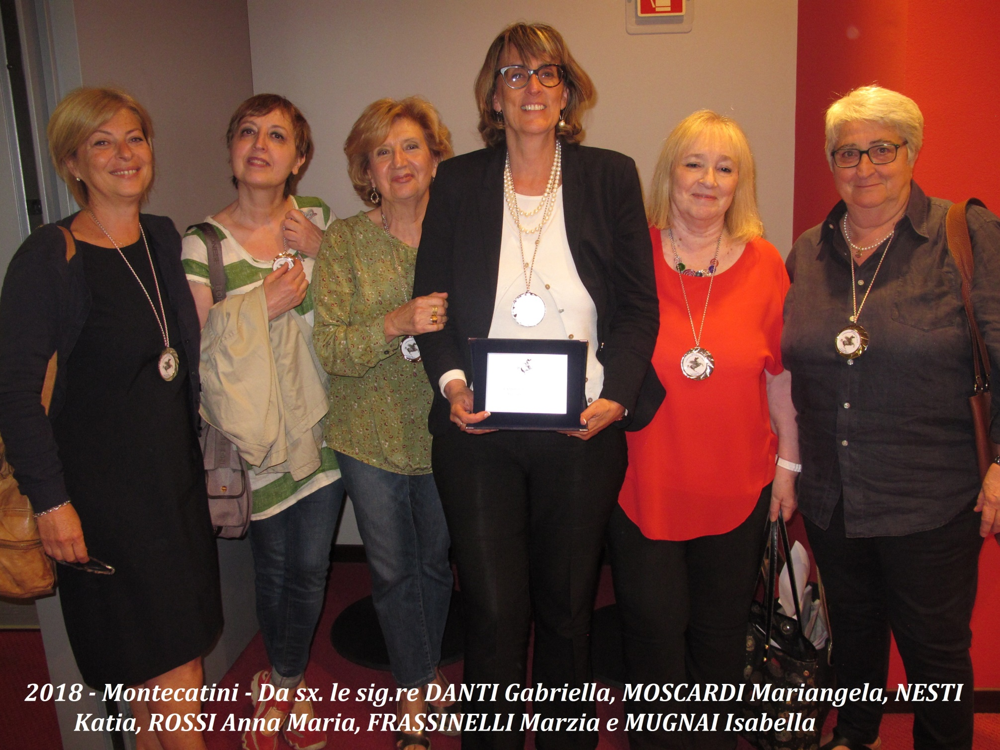 2018 - Montecatini - Da sx. le sig.re DANTI Gabriella, MOSCARDI Mariangela, NESTI
Katia, ROSSI Anna Maria, FRASSINELLI Marzia e MUGNAI Isabella